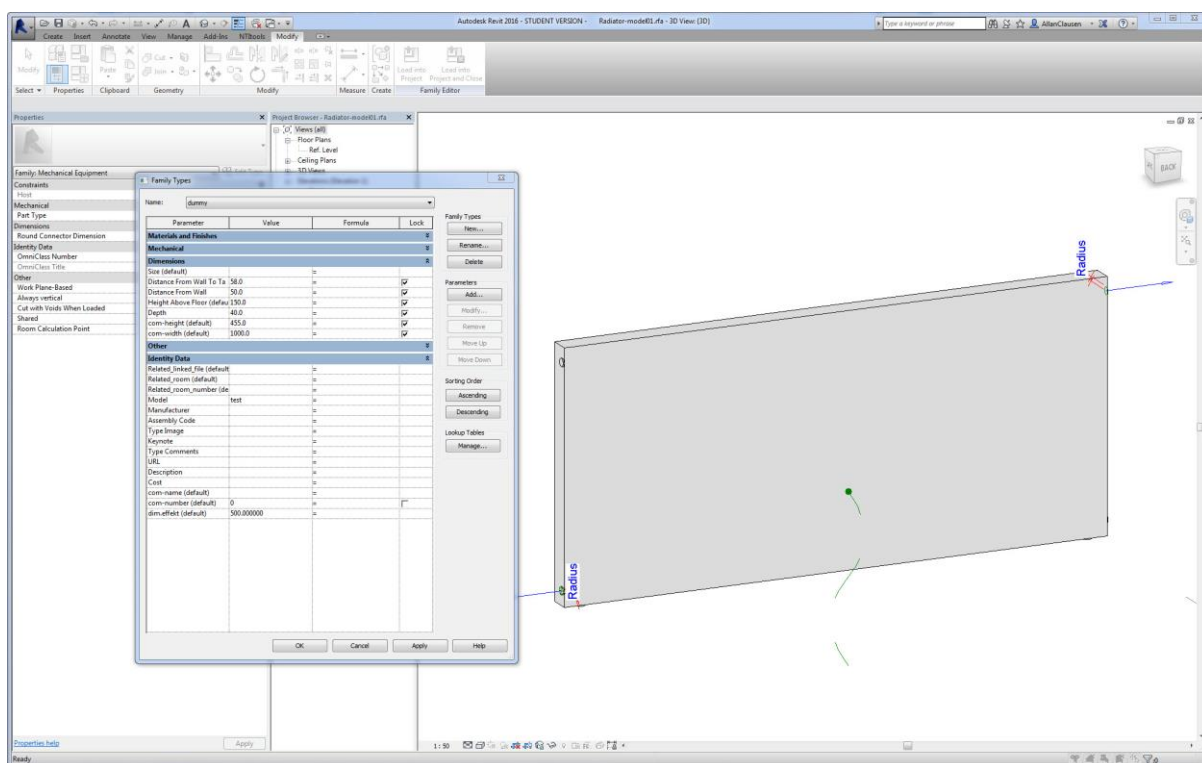 Autodesk Revit 2016 - STUDENT VERSION - Radiator-model01.rfa - 3D View: {3D}
Type a keyword or phrase
AllanClausen
Create Insert Annotate View Manage Add-Ins NTItools Modify
Modify
Paste
Cut
Join
Load into Project
Load into Project and Close
Select Properties Clipboard Geometry Modify Measure Create Family Editor
Properties
Project Browser - Radiator-model01.rfa
Views (all)
Floor Plans
Ref. Level
Ceiling Plans
3D Views
Family: Mechanical Equipment
Constraints
Host
Mechanical
Part Type
Dimensions
Round Connector Dimension
Identity Data
OmniClass Number
OmniClass Title
Other
Work Plane-Based
Always vertical
Cut with Voids When Loaded
Shared
Room Calculation Point
Properties help
Apply
Ready
Family Types
Name: dummy
Parameter Value Formula Lock
Materials and Finishes
Mechanical
Dimensions
Size (default) =
Distance From Wall To Ta 58.0 =
Distance From Wall 50.0 =
Height Above Floor (defau 150.0 =
Depth 40.0 =
com-height (default) 455.0 =
com-width (default) 1000.0 =
Other
Identity Data
Related_linked_file (default =
Related_room (default) =
Related_room_number (de =
Model test =
Manufacturer =
Assembly Code =
Type Image =
Keynote =
Type Comments =
URL =
Description =
Cost =
com-name (default) =
com-number (default) 0 =
dim.effekt (default) 500.000000 =
Family Types
New...
Rename...
Delete
Parameters
Add...
Modify...
Remove
Move Up
Move Down
Sorting Order
Ascending
Descending
Lookup Tables
Manage...
OK Cancel Apply Help
BACK
Radius
Radius
1 : 50